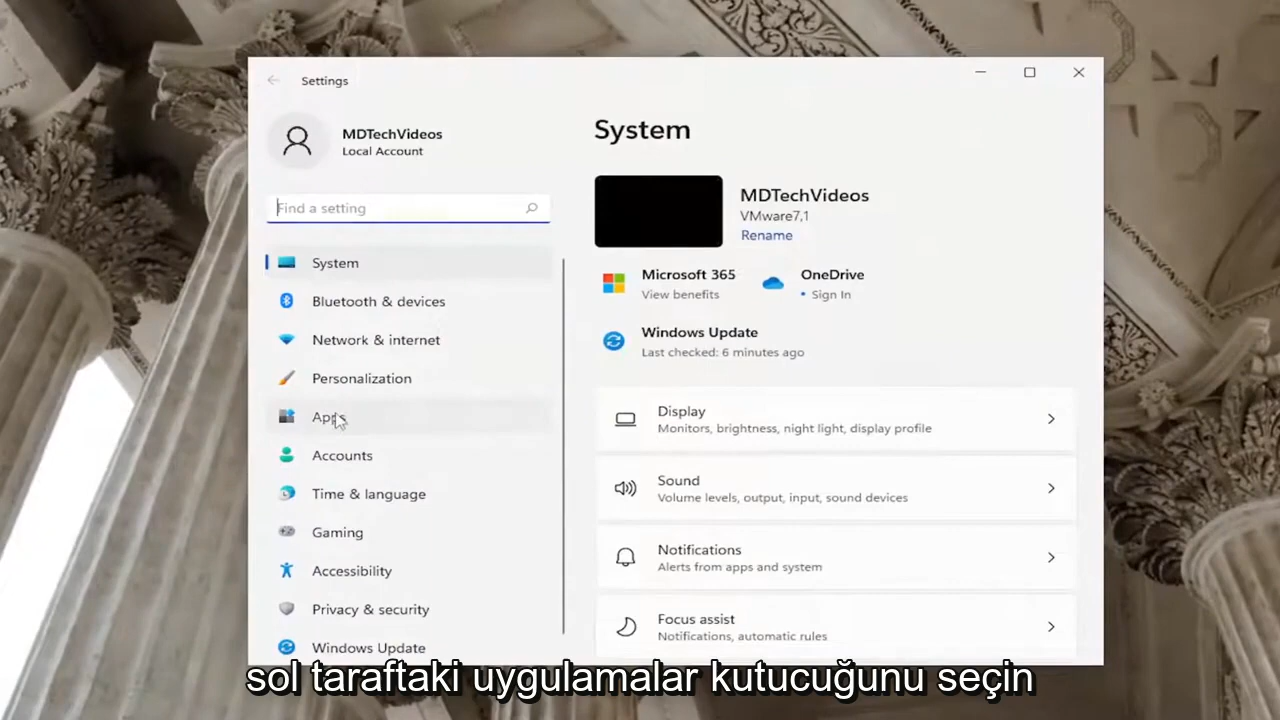 Settings
MDTechVideos
Local Account
Find a setting
System
Bluetooth & devices
Network & internet
Personalization
Apps
Accounts
Time & language
Gaming
Accessibility
Privacy & security
Windows Update
System
MDTechVideos
VMware7,1
Rename
Microsoft 365
View benefits
OneDrive
• Sign In
Windows Update
Last checked: 6 minutes ago
Display
Monitors, brightness, night light, display profile
Sound
Volume levels, output, input, sound devices
Notifications
Alerts from apps and system
Focus assist
Notifications, automatic rules
sol taraftaki uygulamalar kutucuğunu seçin